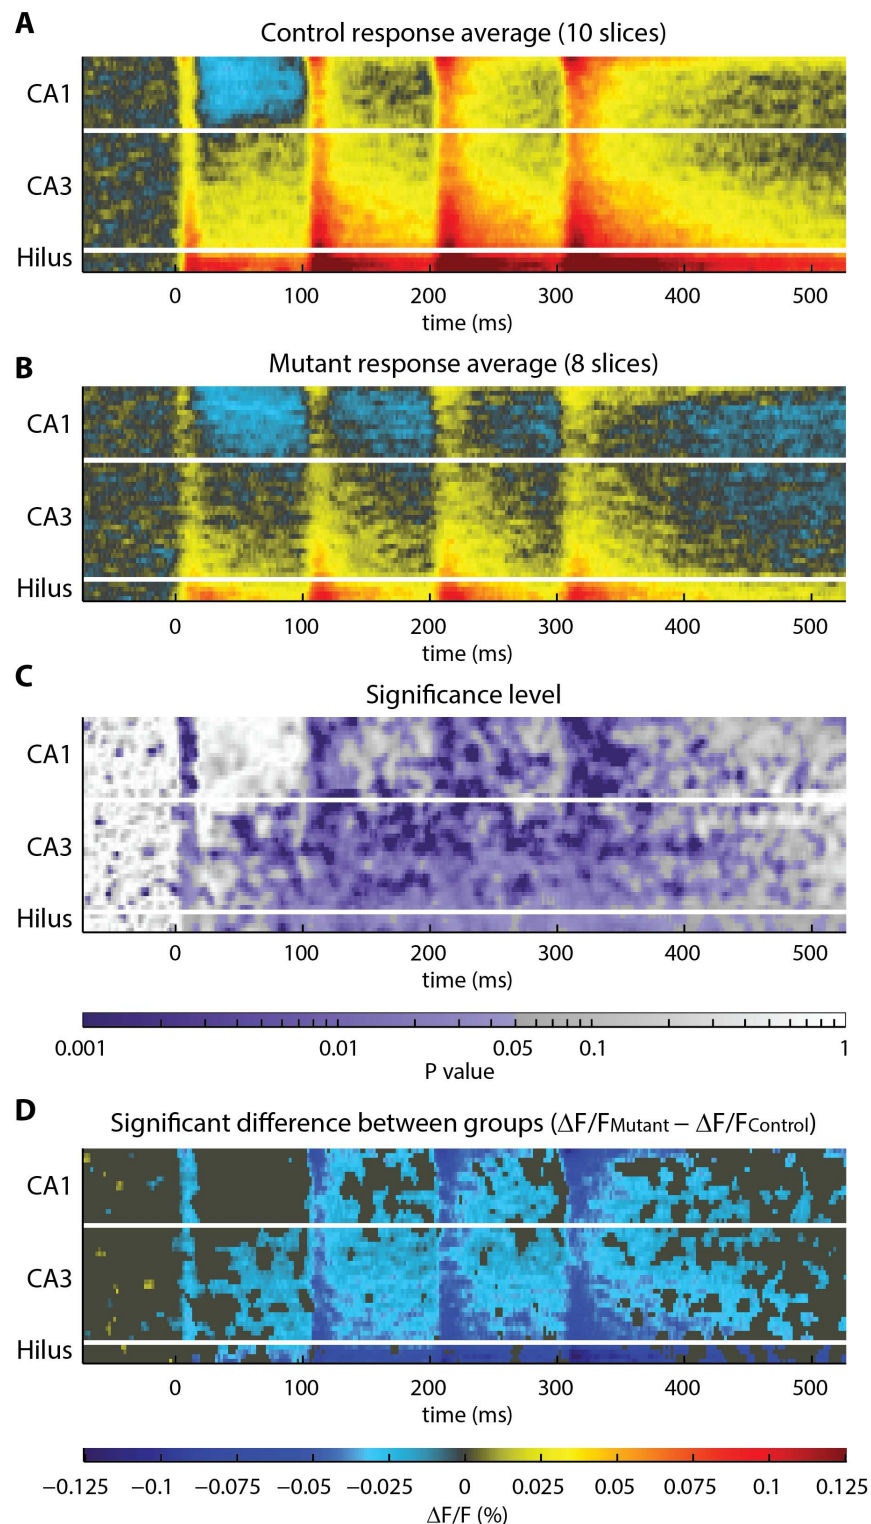 A
Control response average (10 slices)
CA1
CA3
Hilus
0 100 200 300 400 500
time (ms)
B
Mutant response average (8 slices)
CA1
CA3
Hilus
0 100 200 300 400 500
time (ms)
C
Significance level
CA1
CA3
Hilus
0 100 200 300 400 500
time (ms)
0.001 0.01 0.05 0.1 1
P value
D
Significant difference between groups (ΔF/FMutant – ΔF/FControl)
CA1
CA3
Hilus
0 100 200 300 400 500
time (ms)
−0.125 −0.1 −0.075 −0.05 −0.025 0 0.025 0.05 0.075 0.1 0.125
ΔF/F (%)